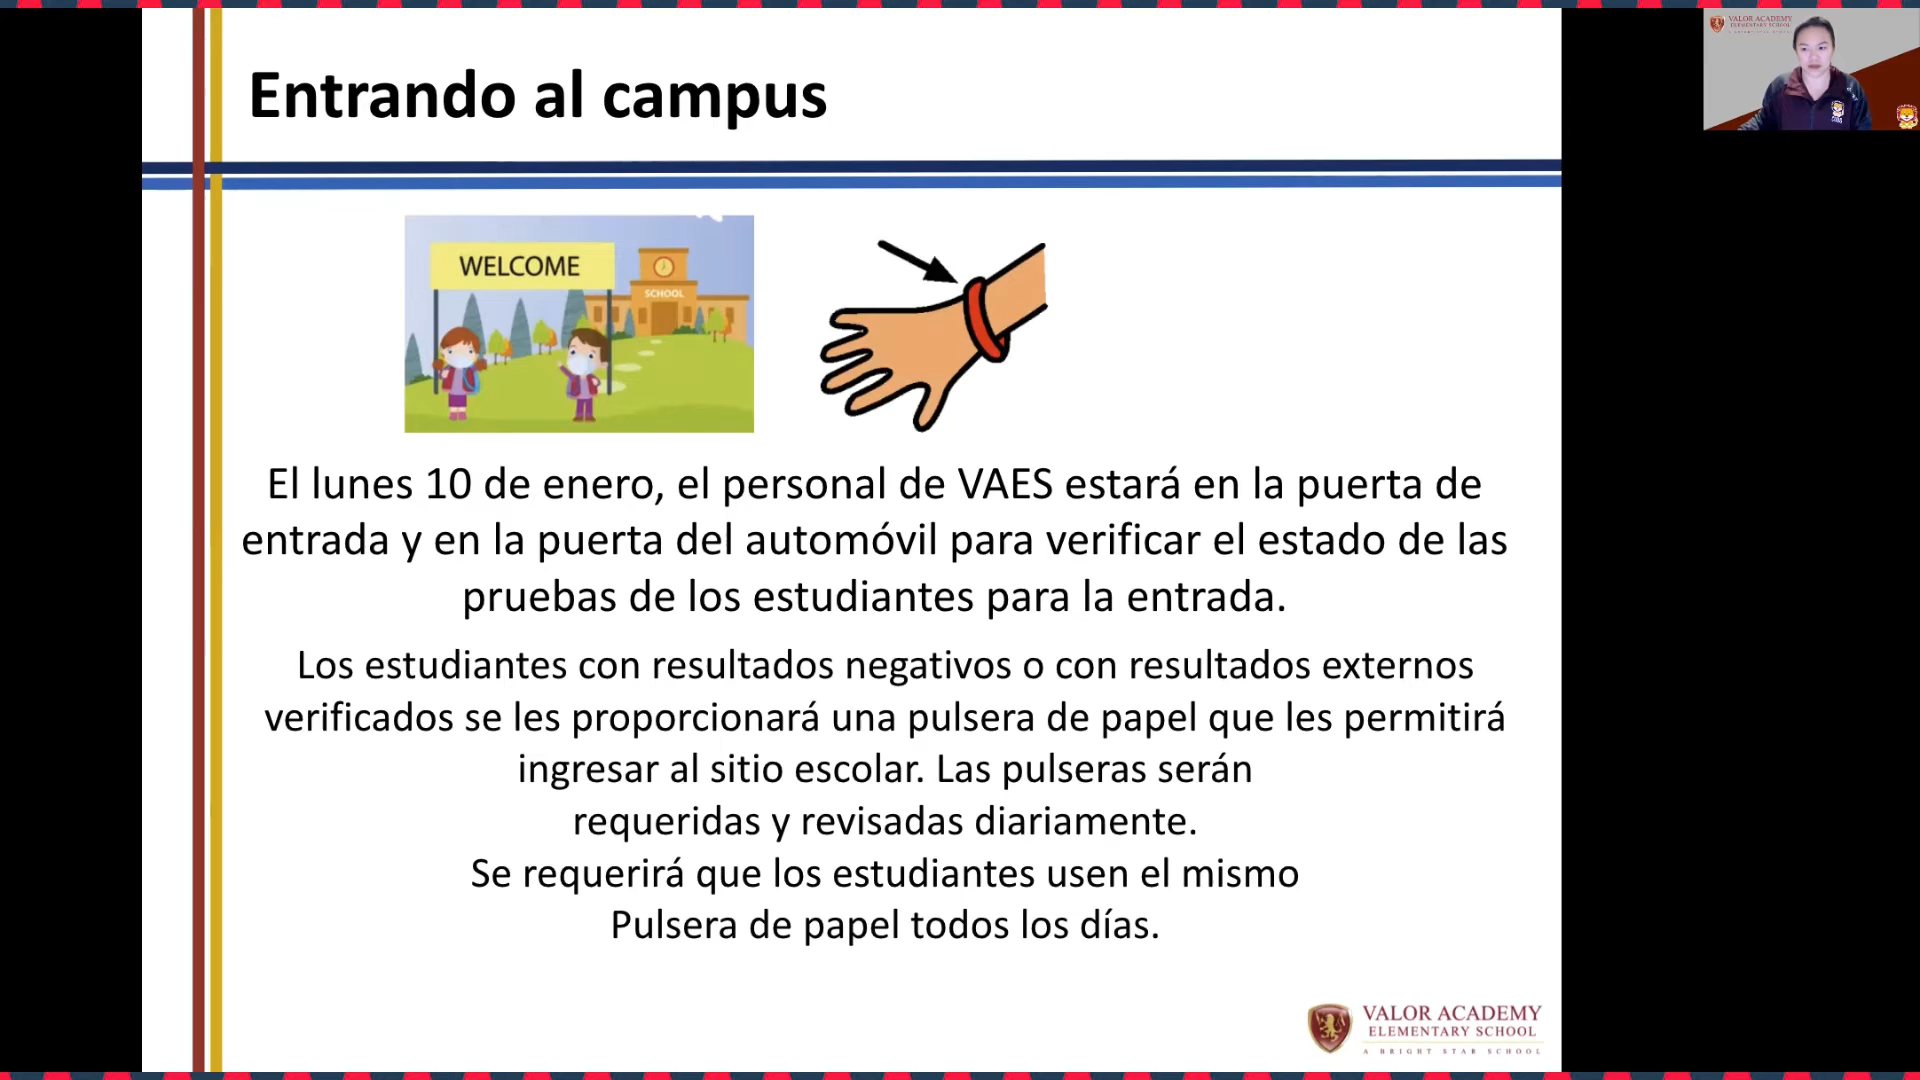 Entrando al campus
WELCOME
SCHOOL
El lunes 10 de enero, el personal de VAES estará en la puerta de
entrada y en la puerta del automóvil para verificar el estado de las
pruebas de los estudiantes para la entrada.
Los estudiantes con resultados negativos o con resultados externos
verificados se les proporcionará una pulsera de papel que les permitirá
ingresar al sitio escolar. Las pulseras serán
requeridas y revisadas diariamente.
Se requerirá que los estudiantes usen el mismo
Pulsera de papel todos los días.
VALOR ACADEMY
ELEMENTARY SCHOOL
A BRIGHT STAR SCHOOL
VALOR ACADEMY
ELEMENTARY SCHOOL